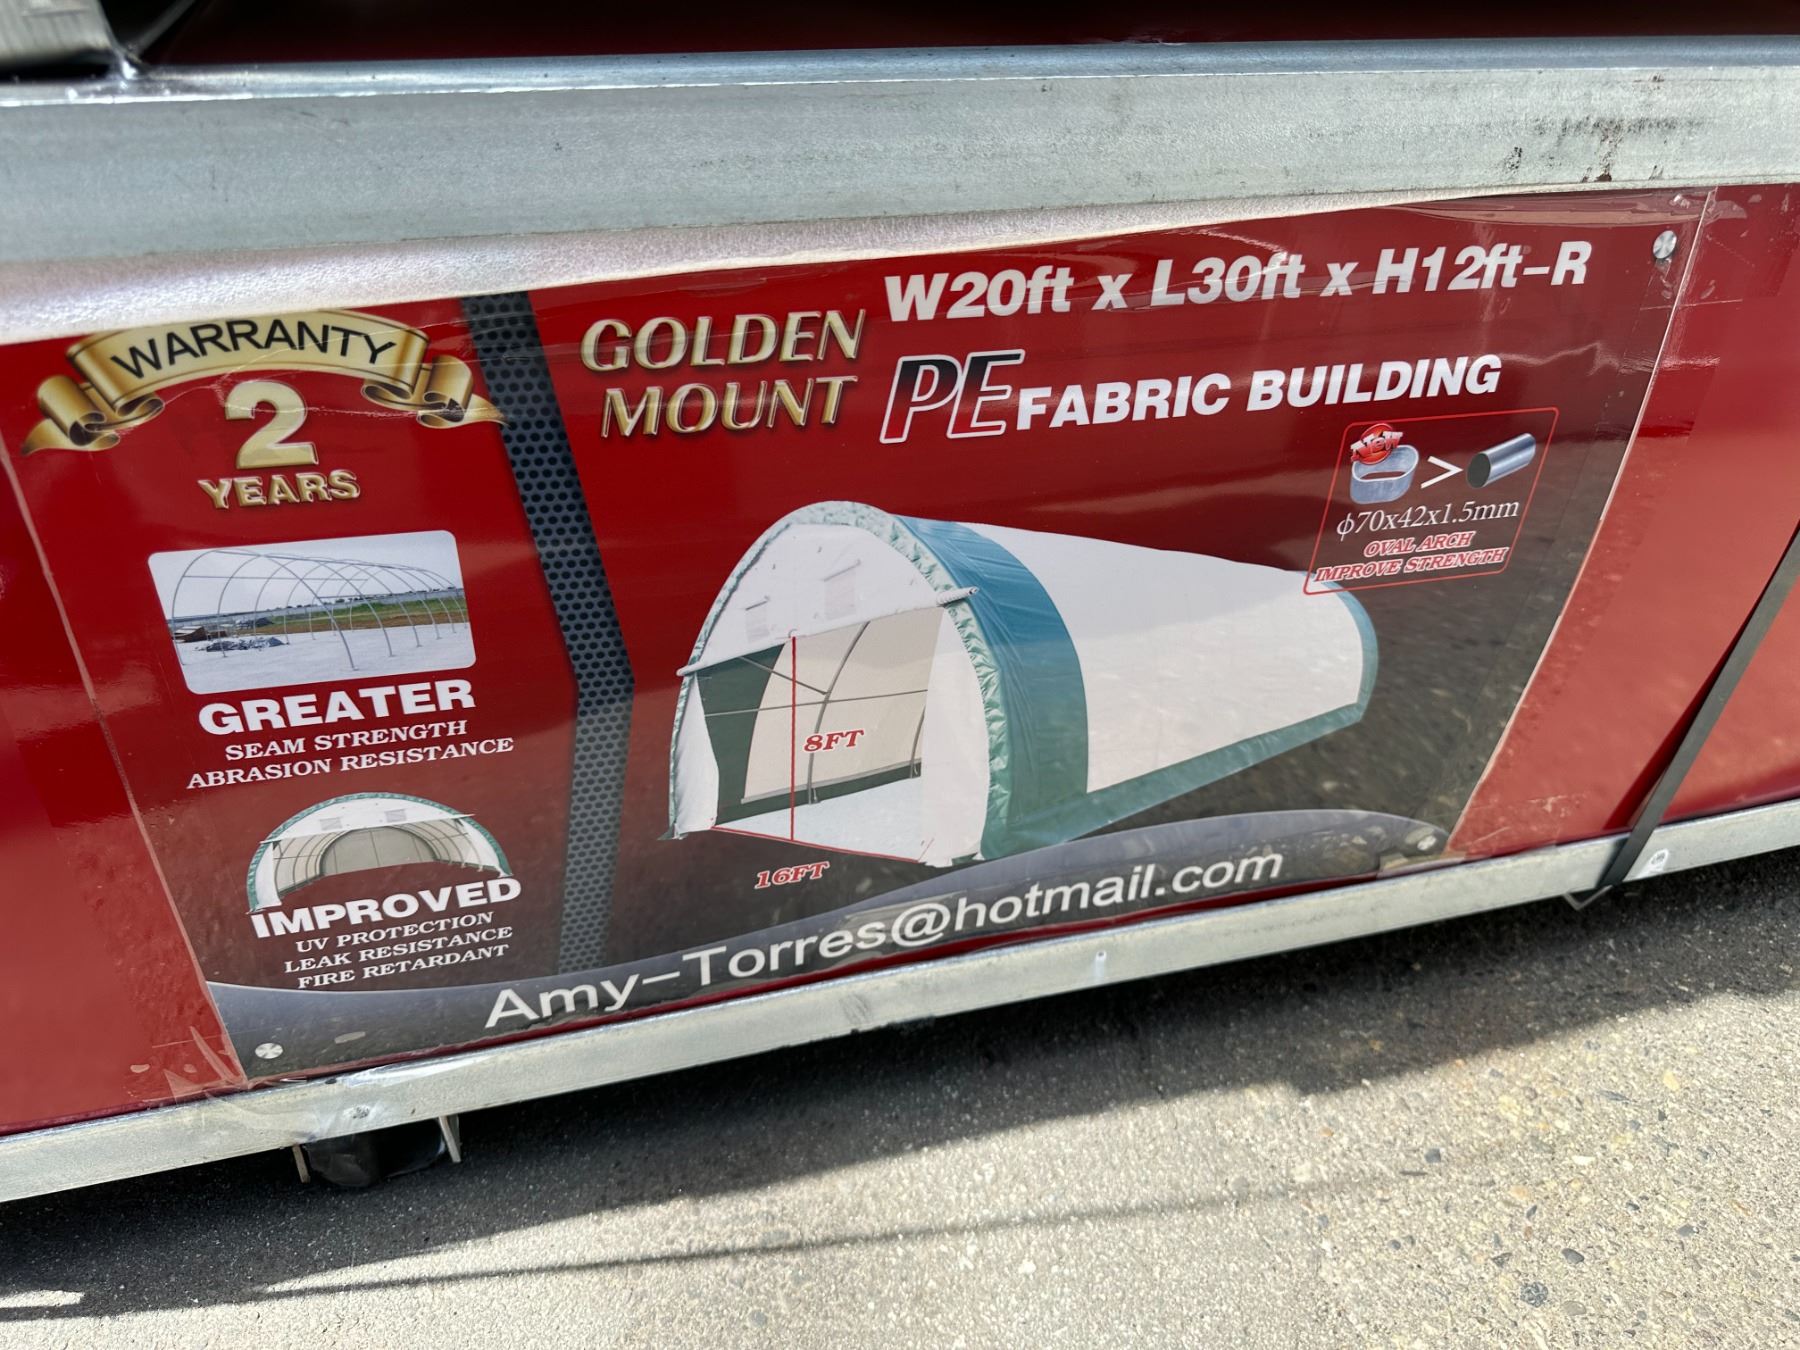 WARRANTY
2
YEARS
GOLDEN
MOUNT
W20ft x L30ft x H12ft-R
PE FABRIC BUILDING
New
>
ϕ70x42x1.5mm
OVAL ARCH
IMPROVE STRENGTH
GREATER
SEAM STRENGTH
ABRASION RESISTANCE
8FT
16FT
IMPROVED
UV PROTECTION
LEAK RESISTANCE
FIRE RETARDANT
Amy-Torres@hotmail.com